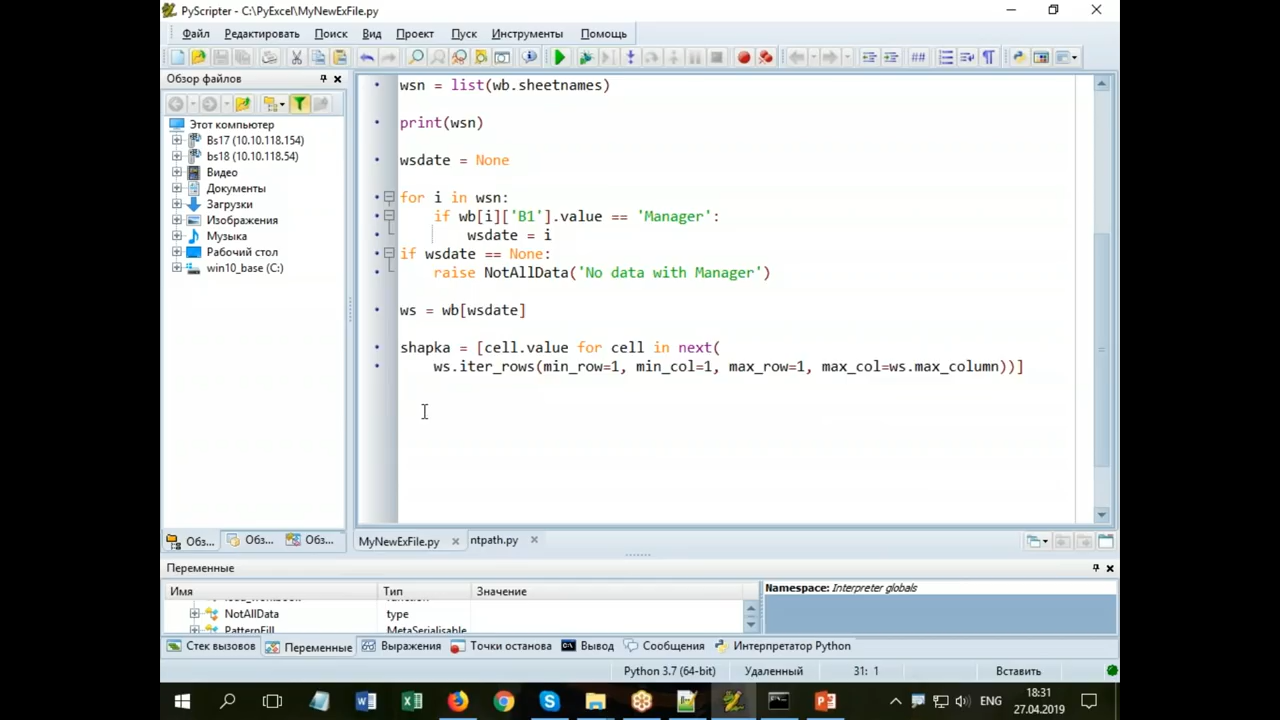 PyScripter - C:\PyExcel\MyNewExFile.py
Файл Редактировать Поиск Вид Проект Пуск Инструменты Помощь
Обзор файлов
Этот компьютер
Bs17 (10.10.118.154)
bs18 (10.10.118.54)
Видео
Документы
Загрузки
Изображения
Музыка
Рабочий стол
win10_base (C:)
Обз... Обз... Обз...
wsn = list(wb.sheetnames)
print(wsn)
wsdate = None
for i in wsn:
if wb[i]['B1'].value == 'Manager':
wsdate = i
if wsdate == None:
raise NotAllData('No data with Manager')
ws = wb[wsdate]
shapka = [cell.value for cell in next(
ws.iter_rows(min_row=1, min_col=1, max_row=1, max_col=ws.max_column))]
MyNewExFile.py ntpath.py
Переменные
Имя Тип Значение
NotAllData type
PatternFill MetaSerialisable
Namespace: Interpreter globals
Стек вызовов Переменные Выражения Точки останова Вывод Сообщения Интерпретатор Python
Python 3.7 (64-bit) Удаленный 31: 1 Вставить
ENG 18:31
27.04.2019